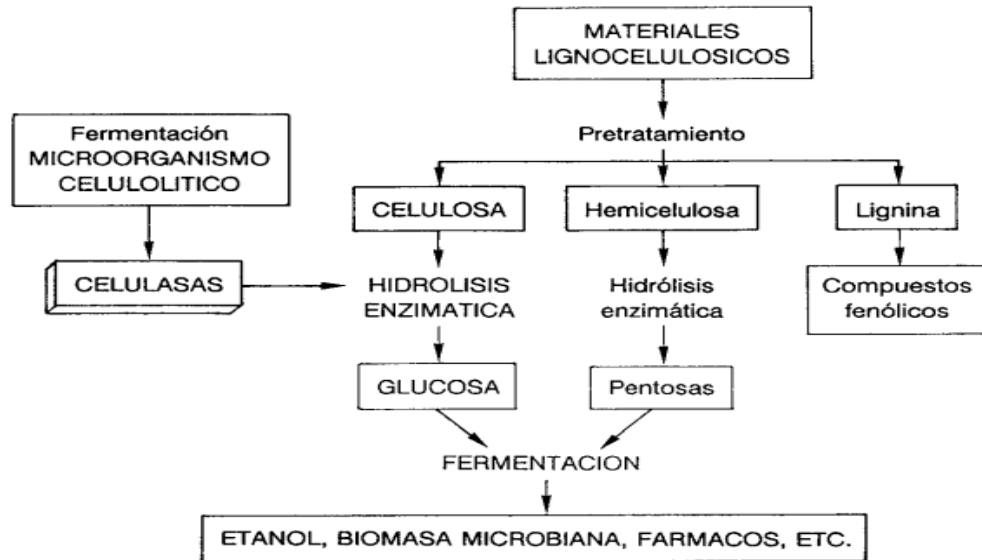 MATERIALES
LIGNOCELULOSICOS
Pretratamiento
Fermentación
MICROORGANISMO
CELULOLITICO
CELULOSA
Hemicelulosa
Lignina
CELULASAS
HIDROLISIS
ENZIMATICA
Hidrólisis
enzimática
Compuestos
fenólicos
GLUCOSA
Pentosas
FERMENTACION
ETANOL, BIOMASA MICROBIANA, FARMACOS, ETC.